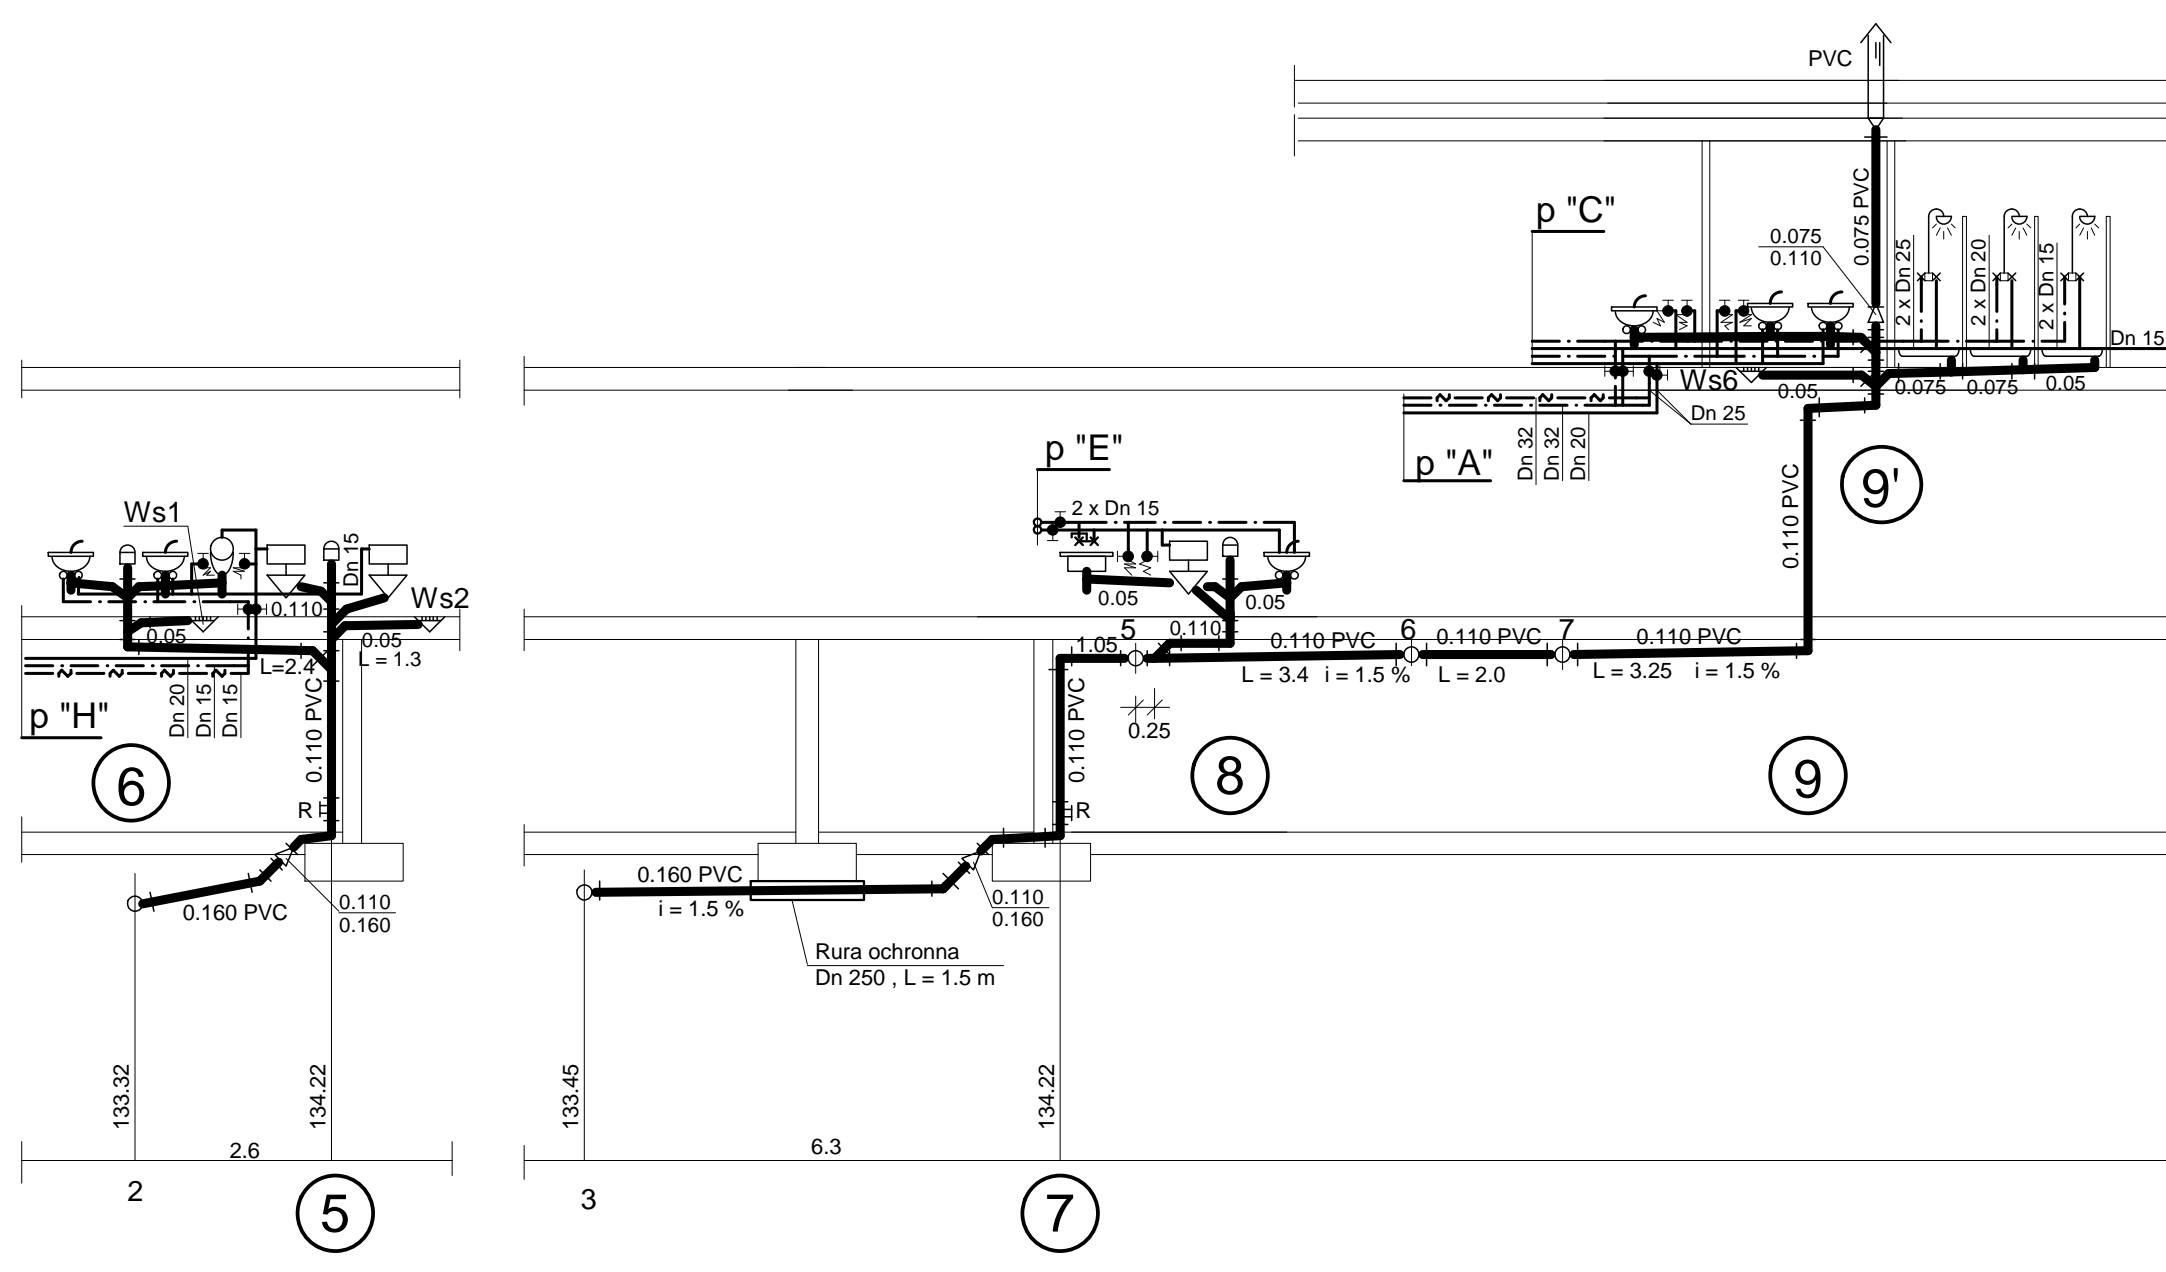 PVC
0.075 PVC
p "C"
0.075
0.110
2 x Dn 25
2 x Dn 20
2 x Dn 15
Dn 15
Ws6
0.05
0.075
0.075
0.05
Dn 25
p "A"
Dn 32
Dn 32
Dn 20
9'
0.110 PVC
p "E"
2 x Dn 15
0.05
0.05
0.110
1.05
5
0.110 PVC
6
0.110 PVC
7
0.110 PVC
L = 3.4 i = 1.5 %
L = 2.0
L = 3.25 i = 1.5 %
0.25
0.110 PVC
8
9
R
Ws1
Dn 15
Ws2
0.110
0.05
0.05
L=2.4
L = 1.3
Dn 20
Dn 15
Dn 15
p "H"
0.110 PVC
6
R
0.160 PVC
0.110
0.160
0.160 PVC
i = 1.5 %
0.110
0.160
Rura ochronna
Dn 250 , L = 1.5 m
133.32
134.22
133.45
134.22
2.6
6.3
2
5
3
7